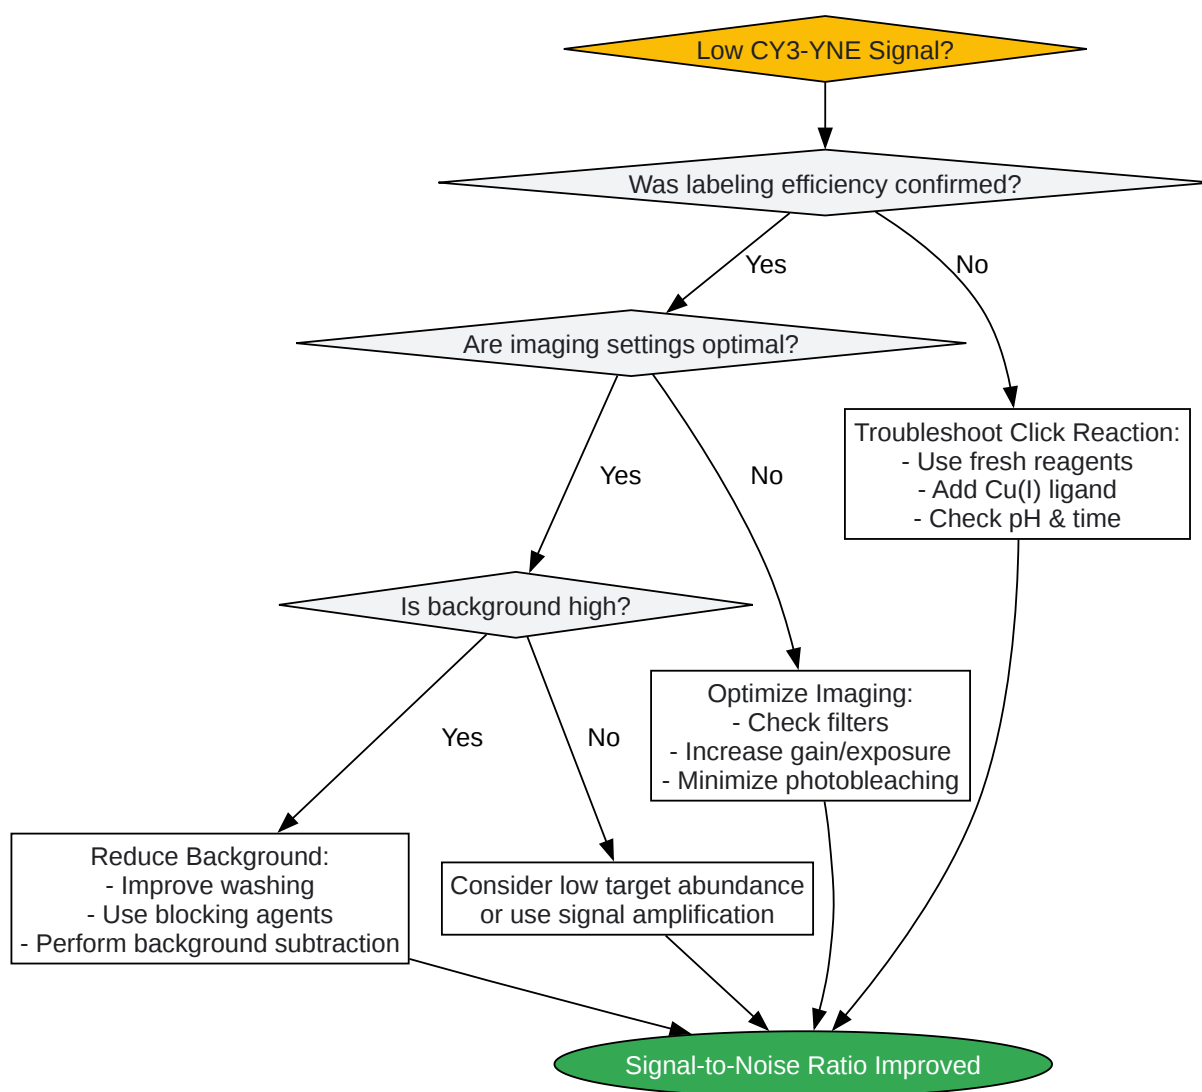 Low CY3-YNE Signal?
Was labeling efficiency confirmed?
Yes
No
Are imaging settings optimal?
Troubleshoot Click Reaction:
- Use fresh reagents
- Add Cu(I) ligand
- Check pH & time
Yes
No
Is background high?
Optimize Imaging:
- Check filters
- Increase gain/exposure
- Minimize photobleaching
Yes
No
Reduce Background:
- Improve washing
- Use blocking agents
- Perform background subtraction
Consider low target abundance
or use signal amplification
Signal-to-Noise Ratio Improved